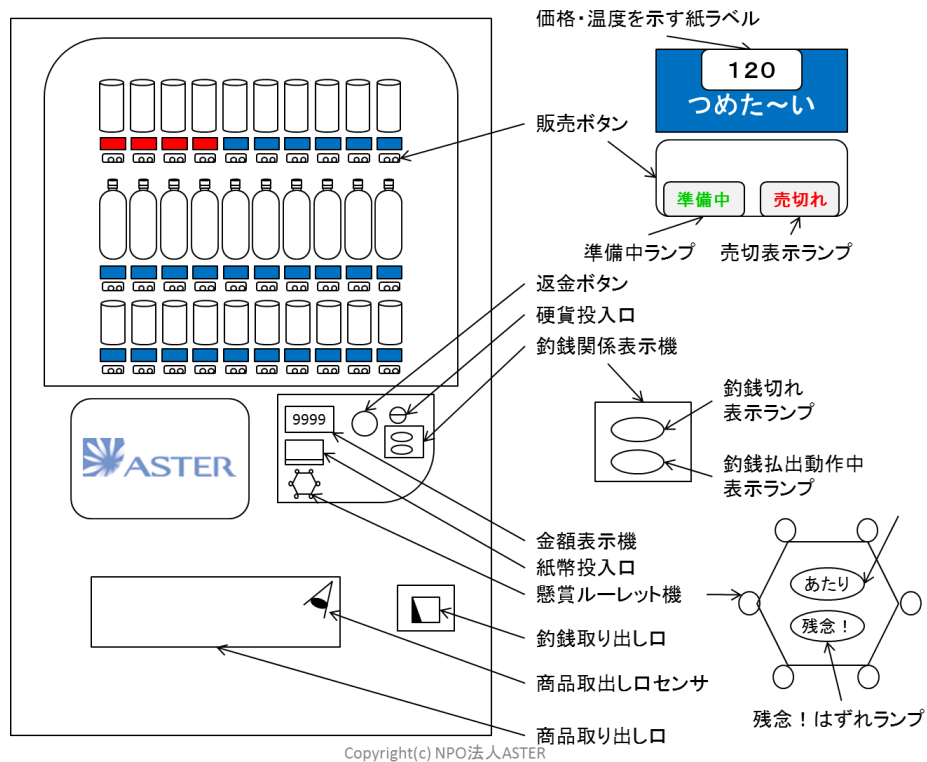 価格・温度を示す紙ラベル
120
つめた～い
販売ボタン
準備中
売切れ
準備中ランプ
売切表示ランプ
返金ボタン
硬貨投入口
釣銭関係表示機
釣銭切れ
表示ランプ
9999
ASTER
釣銭払出動作中
表示ランプ
金額表示機
紙幣投入口
懸賞ルーレット機
あたり
残念！
釣銭取り出し口
商品取出し口センサ
残念！はずれランプ
商品取り出し口
Copyright(c) NPO法人ASTER